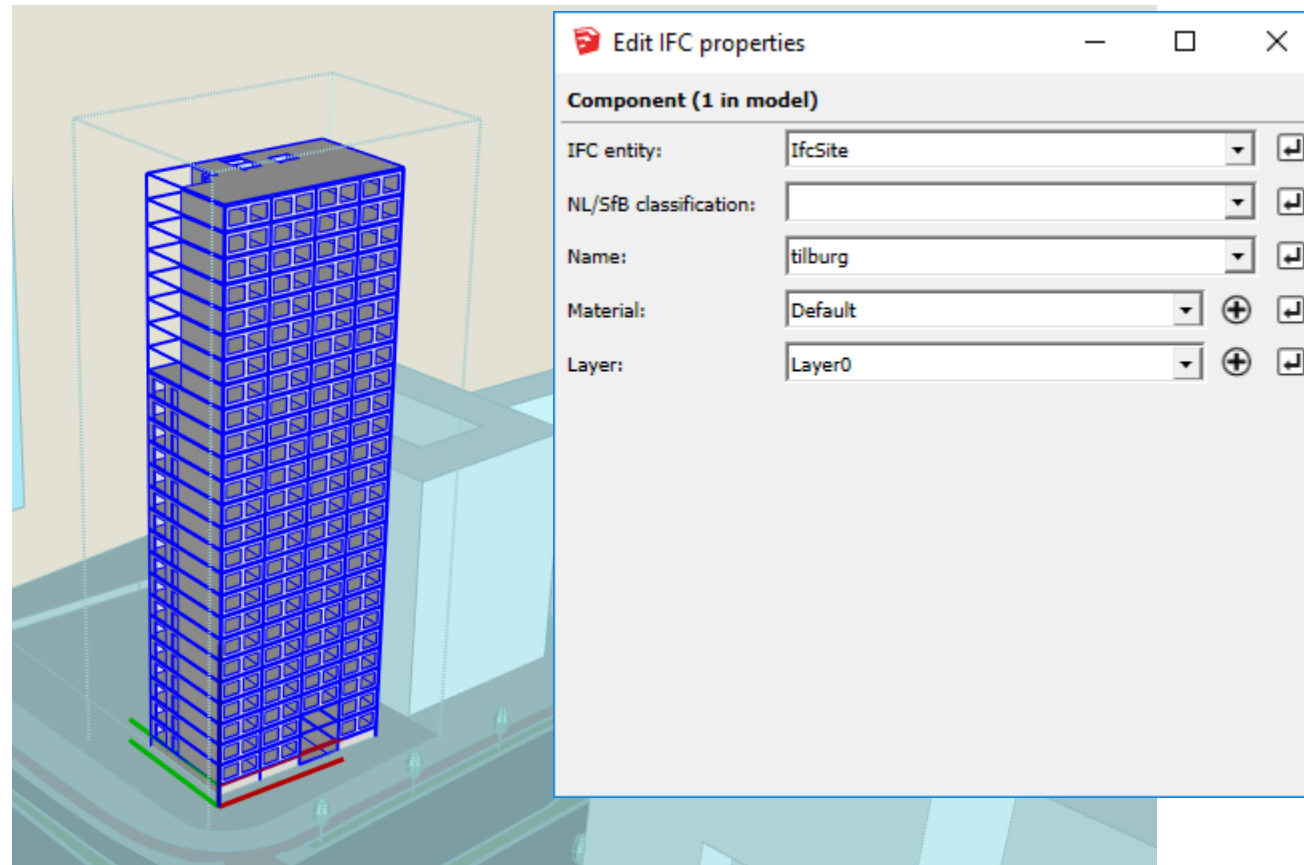 Edit IFC properties
Component (1 in model)
IFC entity: IfcSite
NL/SfB classification:
Name: tilburg
Material: Default
Layer: Layer0